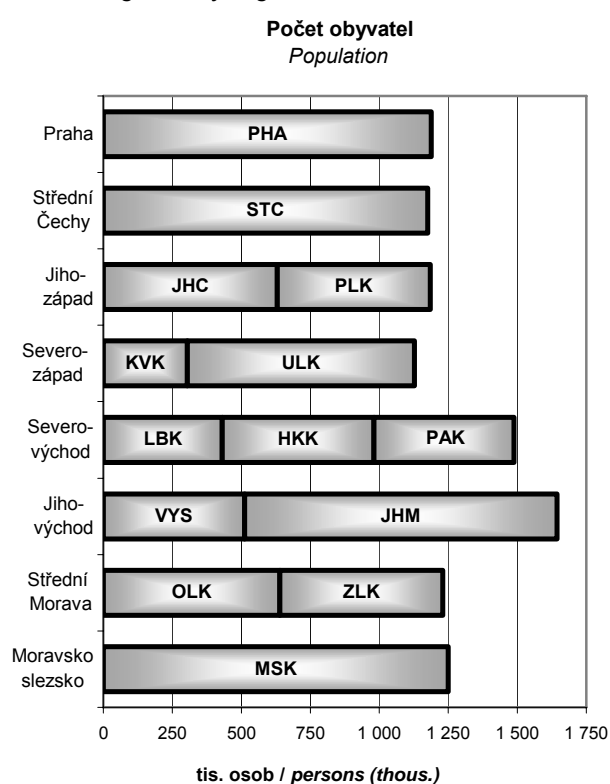 Počet obyvatel
Population
Praha
PHA
Střední
Čechy
STC
Jiho-
západ
JHC PLK
Severo-
západ
KVK ULK
Severo-
východ
LBK HKK PAK
Jiho-
východ
VYS JHM
Střední
Morava
OLK ZLK
Moravsko
slezsko
MSK
0 250 500 750 1 000 1 250 1 500 1 750
tis. osob / persons (thous.)